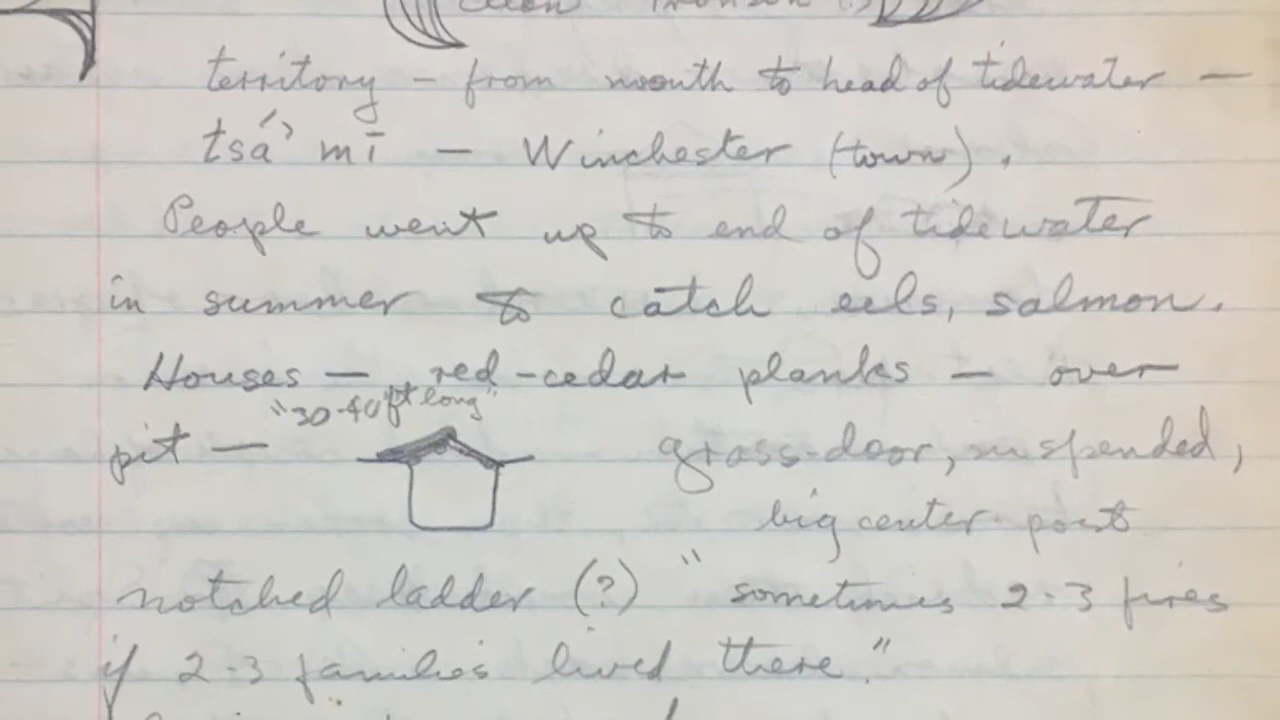 territory – from mouth to head of tidewater –
tsá’ mī – Winchester (town).
People went up to end of tidewater
in summer to catch eels, salmon.
Houses – red-cedar planks – over
"30-40 ft long"
pit – grass-door, suspended,
big center-post
notched ladder (?) "sometimes 2-3 fires
if 2-3 families lived there."